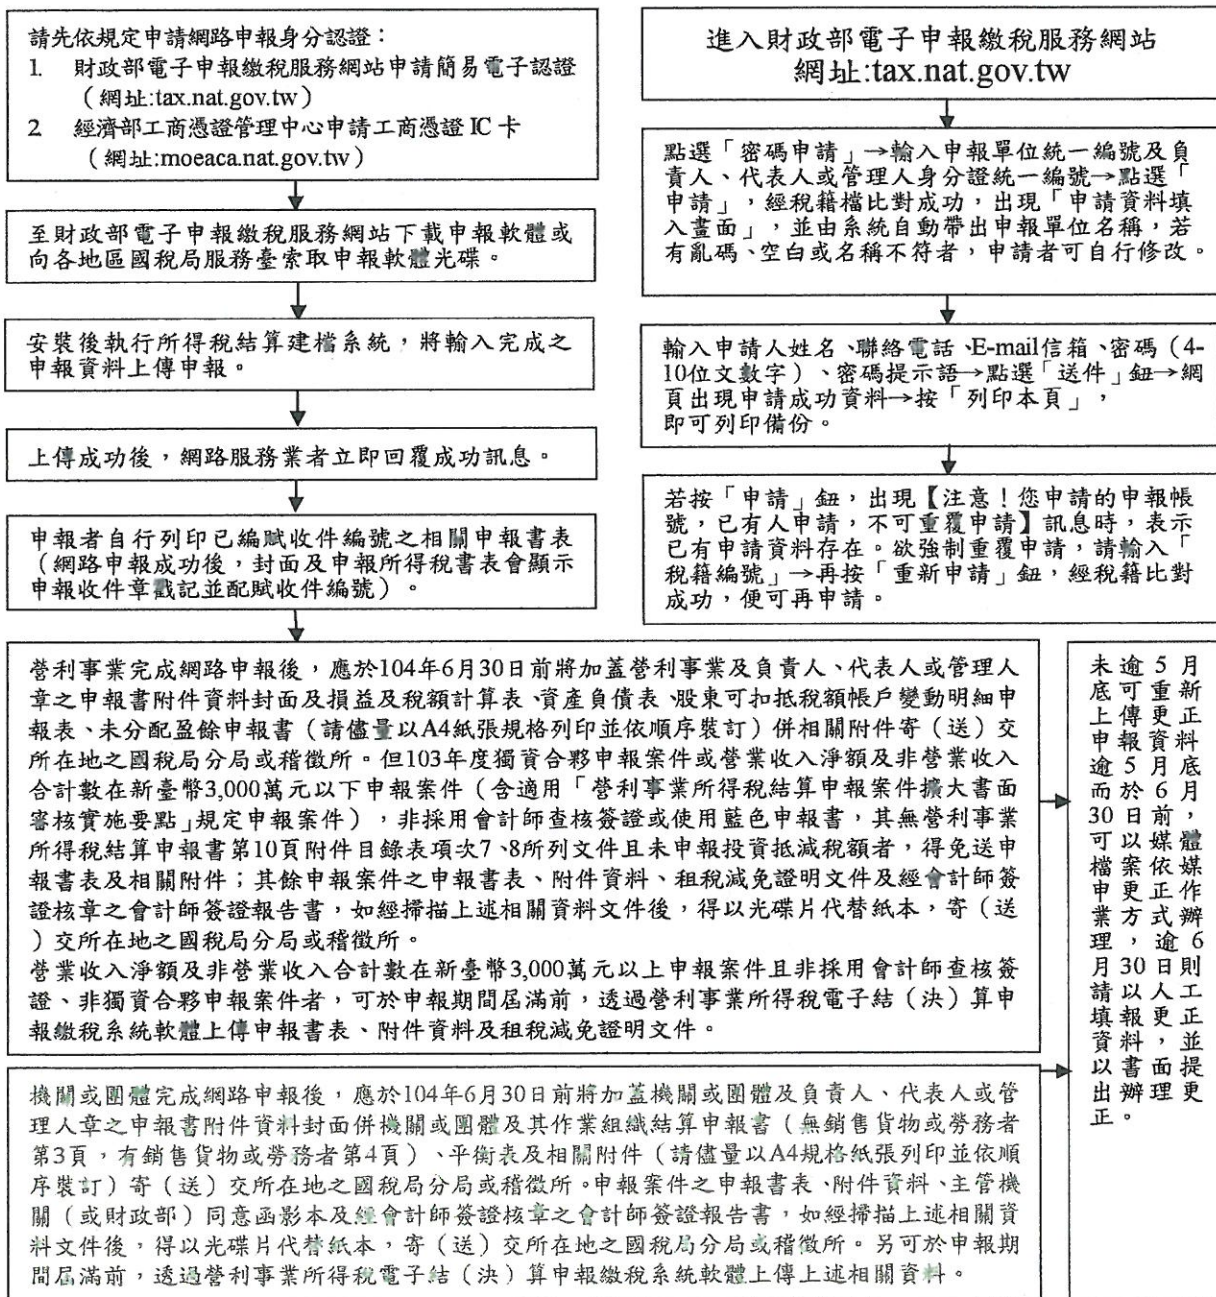 請先依規定申請網路申報身分認證：
1. 財政部電子申報繳稅服務網站申請簡易電子認證
（網址:tax.nat.gov.tw）
2 經濟部工商憑證管理中心申請工商憑證 IC 卡
（網址:moeaca.nat.gov.tw）
至財政部電子申報繳稅服務網站下載申報軟體或
向各地區國稅局服務臺索取申報軟體光碟。
安裝後執行所得稅結算建檔系統，將輸入完成之
申報資料上傳申報。
上傳成功後，網路服務業者立即回覆成功訊息。
申報者自行列印已編賦收件編號之相關申報書表
（網路申報成功後，封面及申報所得稅書表會顯示
申報收件章戳記並配賦收件編號）。
進入財政部電子申報繳稅服務網站
網址:tax.nat.gov.tw
點選「密碼申請」→輸入申報單位統一編號及負
責人、代表人或管理人身分證統一編號→點選「
申請」，經稅籍檔比對成功，出現「申請資料填
入畫面」，並由系統自動帶出申報單位名稱，若
有亂碼、空白或名稱不符者，申請者可自行修改。
輸入申請人姓名、聯絡電話、E-mail信箱、密碼（4-
10位文數字）、密碼提示語→點選「送件」鈕→網
頁出現申請成功資料→按「列印本頁」，
即可列印備份。
若按「申請」鈕，出現【注意！您申請的申報帳
號，已有人申請，不可重覆申請】訊息時，表示
已有申請資料存在。欲強制重覆申請，請輸入「
稅籍編號」→再按「重新申請」鈕，經稅籍比對
成功，便可再申請。
營利事業完成網路申報後，應於104年6月30日前將加蓋營利事業及負責人、代表人或管理人
章之申報書附件資料封面及損益及稅額計算表、資產負債表、股東可扣抵稅額帳戶變動明細申
報表、未分配盈餘申報書（請儘量以A4紙張規格列印並依順序裝訂）併相關附件寄（送）交
所在地之國稅局分局或稽徵所。但103年度獨資合夥申報案件或營業收入淨額及非營業收入
合計數在新臺幣3,000萬元以下申報案件（含適用「營利事業所得稅結算申報案件擴大書面
審核實施要點」規定申報案件），非採用會計師查核簽證或使用藍色申報書，其無營利事業
所得稅結算申報書第10頁附件目錄表項次7、8所列文件且未申報投資抵減稅額者，得免送申
報書表及相關附件；其餘申報案件之申報書表、附件資料、租稅減免證明文件及經會計師簽
證核章之會計師簽證報告書，如經掃描上述相關資料文件後，得以光碟片代替紙本，寄（送
）交所在地之國稅局分局或稽徵所。
營業收入淨額及非營業收入合計數在新臺幣3,000萬元以上申報案件且非採用會計師查核簽
證、非獨資合夥申報案件者，可於申報期間屆滿前，透過營利事業所得稅電子結（決）算申
報繳稅系統軟體上傳申報書表、附件資料及租稅減免證明文件。
機關或團體完成網路申報後，應於104年6月30日前將加蓋機關或團體及負責人、代表人或管
理人章之申報書附件資料封面併機關或團體及其作業組織結算申報書（無銷售貨物或勞務者
第3頁，有銷售貨物或勞務者第4頁）、平衡表及相關附件（請儘量以A4規格紙張列印並依順
序裝訂）寄（送）交所在地之國稅局分局或稽徵所。申報案件之申報書表、附件資料、主管機
關（或財政部）同意函影本及經會計師簽證核章之會計師簽證報告書，如經掃描上述相關資
料文件後，得以光碟片代替紙本，寄（送）交所在地之國稅局分局或稽徵所。另可於申報期
間屆滿前，透過營利事業所得稅電子結（決）算申報繳稅系統軟體上傳上述相關資料。
未逾 5 月
底可重新
上傳更正
申報資料
逾 5 月底
而於 6 月
30 日前，
可以媒體
檔案依媒
申更正作
業方式辦
理，逾 6
月 30 日則
請以人工
填報更正
資料，並
以書面提
出辦理更
正。